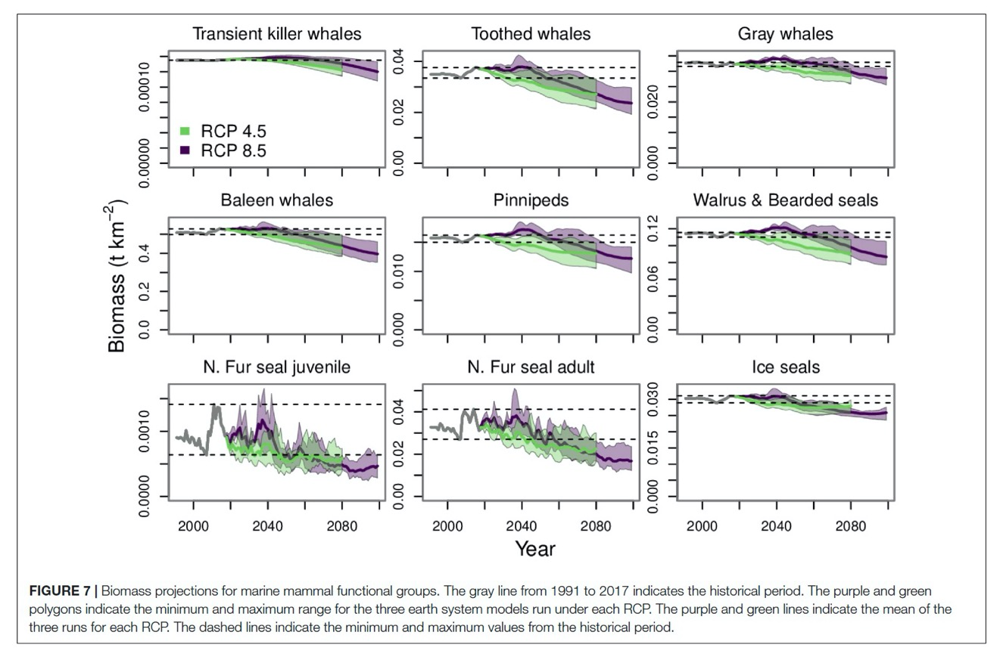 Transient killer whales
Toothed whales
Gray whales
0.00000 0.00010
RCP 4.5
RCP 8.5
0.00 0.02 0.04
0.000 0.020
Baleen whales
Pinnipeds
Walrus & Bearded seals
Biomass (t km−2)
0.0 0.2 0.4
0.000 0.010
0.00 0.06 0.12
N. Fur seal juvenile
N. Fur seal adult
Ice seals
0.0000 0.0010
0.00 0.02 0.04
0.000 0.015 0.030
2000 2040 2080
2000 2040 2080
2000 2040 2080
Year
FIGURE 7 | Biomass projections for marine mammal functional groups. The gray line from 1991 to 2017 indicates the historical period. The purple and green
polygons indicate the minimum and maximum range for the three earth system models run under each RCP. The purple and green lines indicate the mean of the
three runs for each RCP. The dashed lines indicate the minimum and maximum values from the historical period.